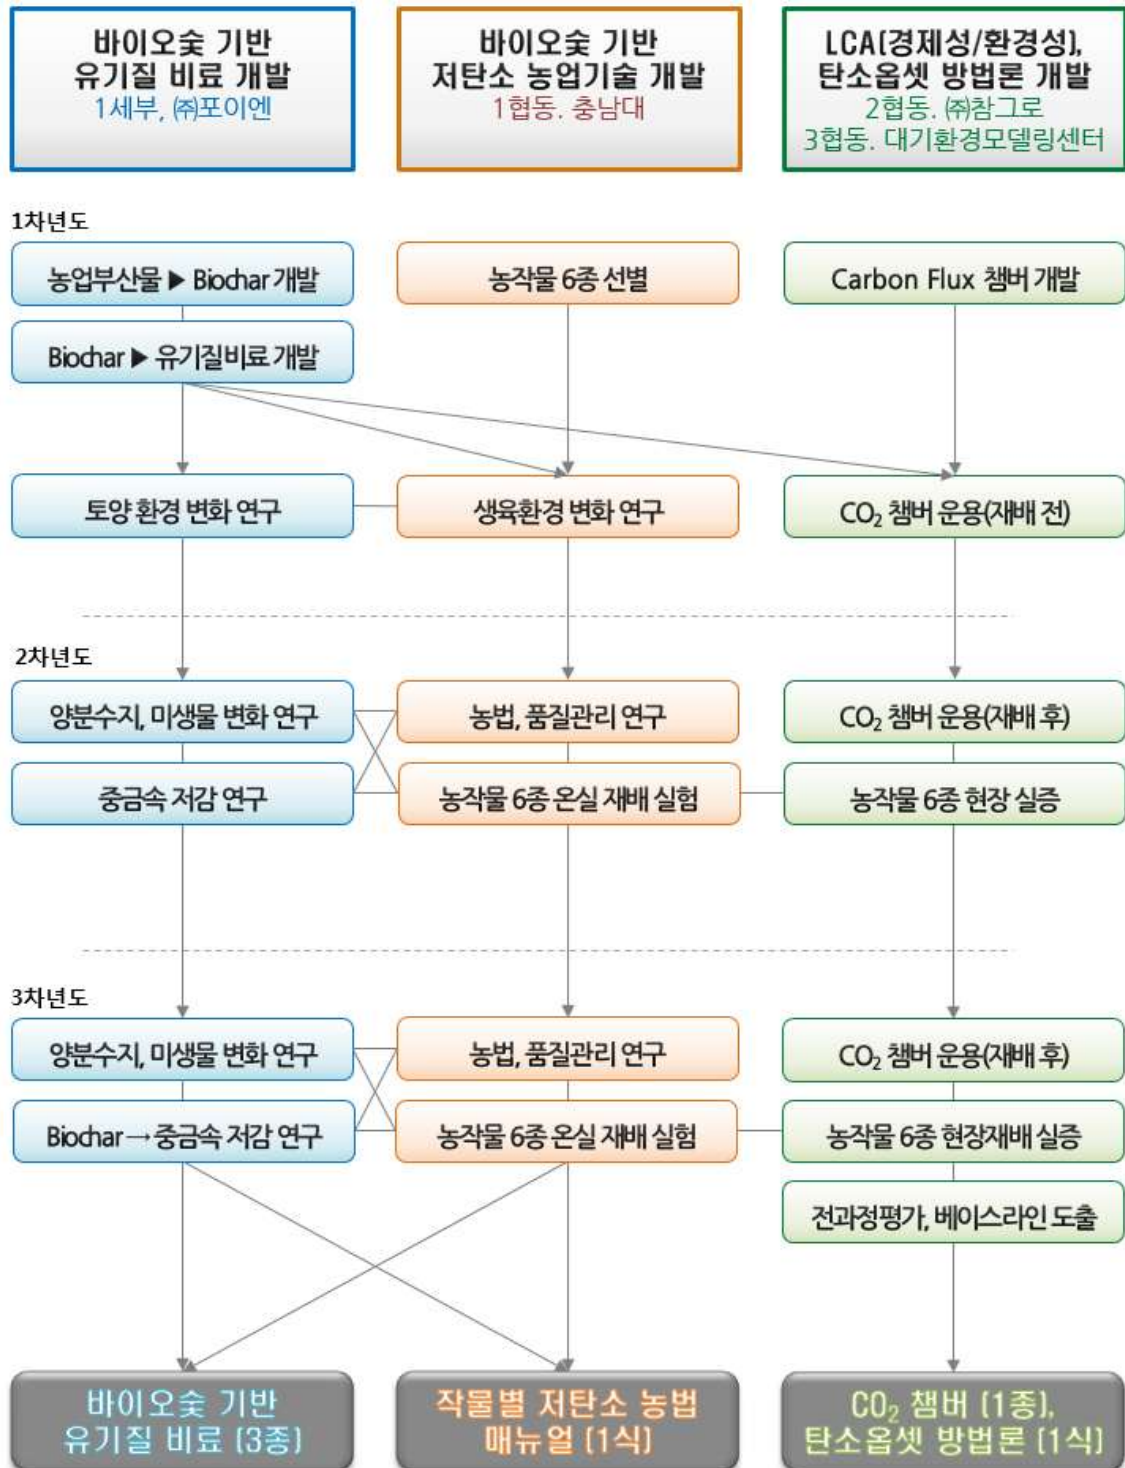 바이오숯 기반
유기질 비료 개발
1세부, ㈜포이엔
바이오숯 기반
저탄소 농업기술 개발
1협동. 충남대
LCA(경제성/환경성),
탄소옵셋 방법론 개발
2협동. ㈜참그로
3협동. 대기환경모델링센터
1차년도
농업부산물 ▶ Biochar 개발
농작물 6종 선별
Carbon Flux 챔버 개발
Biochar ▶ 유기질비료 개발
토양 환경 변화 연구
생육환경 변화 연구
CO₂ 챔버 운용(재배 전)
2차년도
양분수지, 미생물 변화 연구
농법, 품질관리 연구
CO₂ 챔버 운용(재배 후)
중금속 저감 연구
농작물 6종 온실 재배 실험
농작물 6종 현장 실증
3차년도
양분수지, 미생물 변화 연구
농법, 품질관리 연구
CO₂ 챔버 운용(재배 후)
Biochar → 중금속 저감 연구
농작물 6종 온실 재배 실험
농작물 6종 현장재배 실증
전과정평가, 베이스라인 도출
바이오숯 기반
유기질 비료 (3종)
작물별 저탄소 농법
매뉴얼 (1식)
CO₂ 챔버 (1종),
탄소옵셋 방법론 (1식)